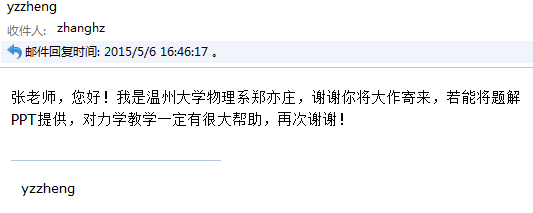 yzzheng
收件人: zhanghz
邮件回复时间: 2015/5/6 16:46:17 。
张老师，您好！我是温州大学物理系郑亦庄，谢谢你将大作寄来，若能将题解
PPT提供，对力学教学一定有很大帮助，再次谢谢！
yzzheng